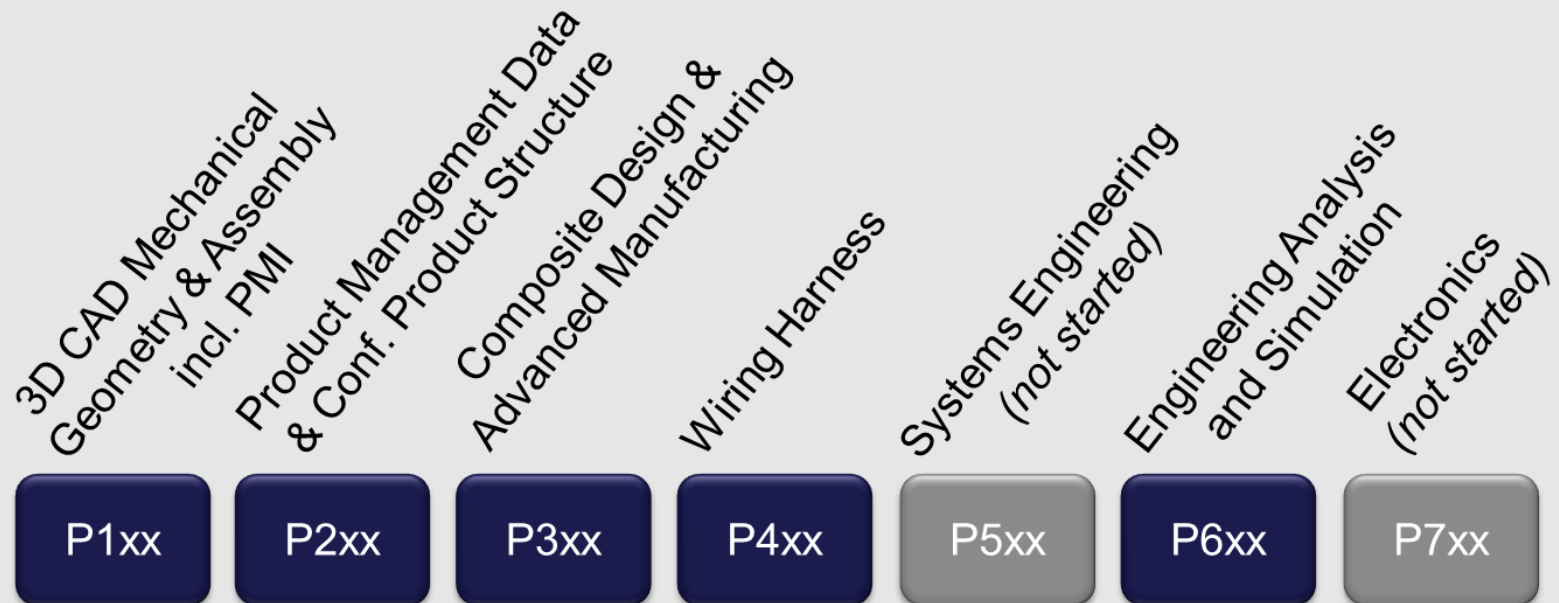 3D CAD Mechanical
Geometry & Assembly
incl. PMI
Product Management Data
& Conf. Product Structure
Composite Design &
Advanced Manufacturing
Wiring Harness
Systems Engineering
(not started)
Engineering Analysis
and Simulation
Electronics
(not started)
P1xx
P2xx
P3xx
P4xx
P5xx
P6xx
P7xx